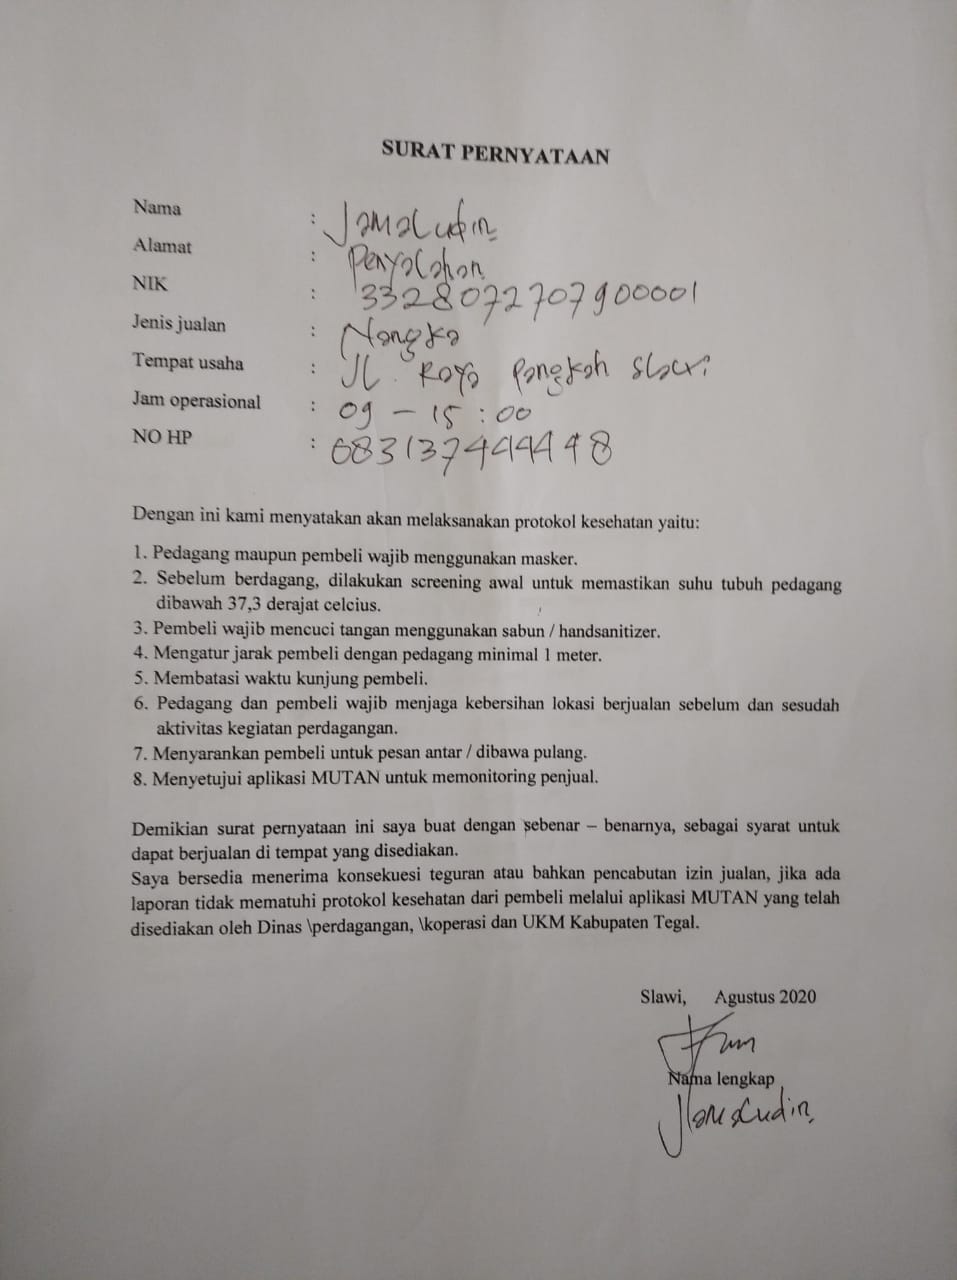 SURAT PERNYATAAN
Nama : Jamaludin
Alamat : Penyalahan
NIK : 3328072707900001
Jenis jualan : Nangka
Tempat usaha : Jl. Raya Pangkah Slawi
Jam operasional : 09 - 15 : 00
NO HP :
Dengan ini kami menyatakan akan melaksanakan protokol kesehatan yaitu:
1. Pedagang maupun pembeli wajib menggunakan masker.
2. Sebelum berdagang, dilakukan screening awal untuk memastikan suhu tubuh pedagang
dibawah 37,3 derajat celcius.
3. Pembeli wajib mencuci tangan menggunakan sabun / handsanitizer.
4. Mengatur jarak pembeli dengan pedagang minimal 1 meter.
5. Membatasi waktu kunjung pembeli.
6. Pedagang dan pembeli wajib menjaga kebersihan lokasi berjualan sebelum dan sesudah
aktivitas kegiatan perdagangan.
7. Menyarankan pembeli untuk pesan antar / dibawa pulang.
8. Menyetujui aplikasi MUTAN untuk memonitoring penjual.
Demikian surat pernyataan ini saya buat dengan sebenar – benarnya, sebagai syarat untuk
dapat berjualan di tempat yang disediakan.
Saya bersedia menerima konsekuesi teguran atau bahkan pencabutan izin jualan, jika ada
laporan tidak mematuhi protokol kesehatan dari pembeli melalui aplikasi MUTAN yang telah
disediakan oleh Dinas \perdagangan, \koperasi dan UKM Kabupaten Tegal.
Slawi, Agustus 2020
Nama lengkap
Jamaludin